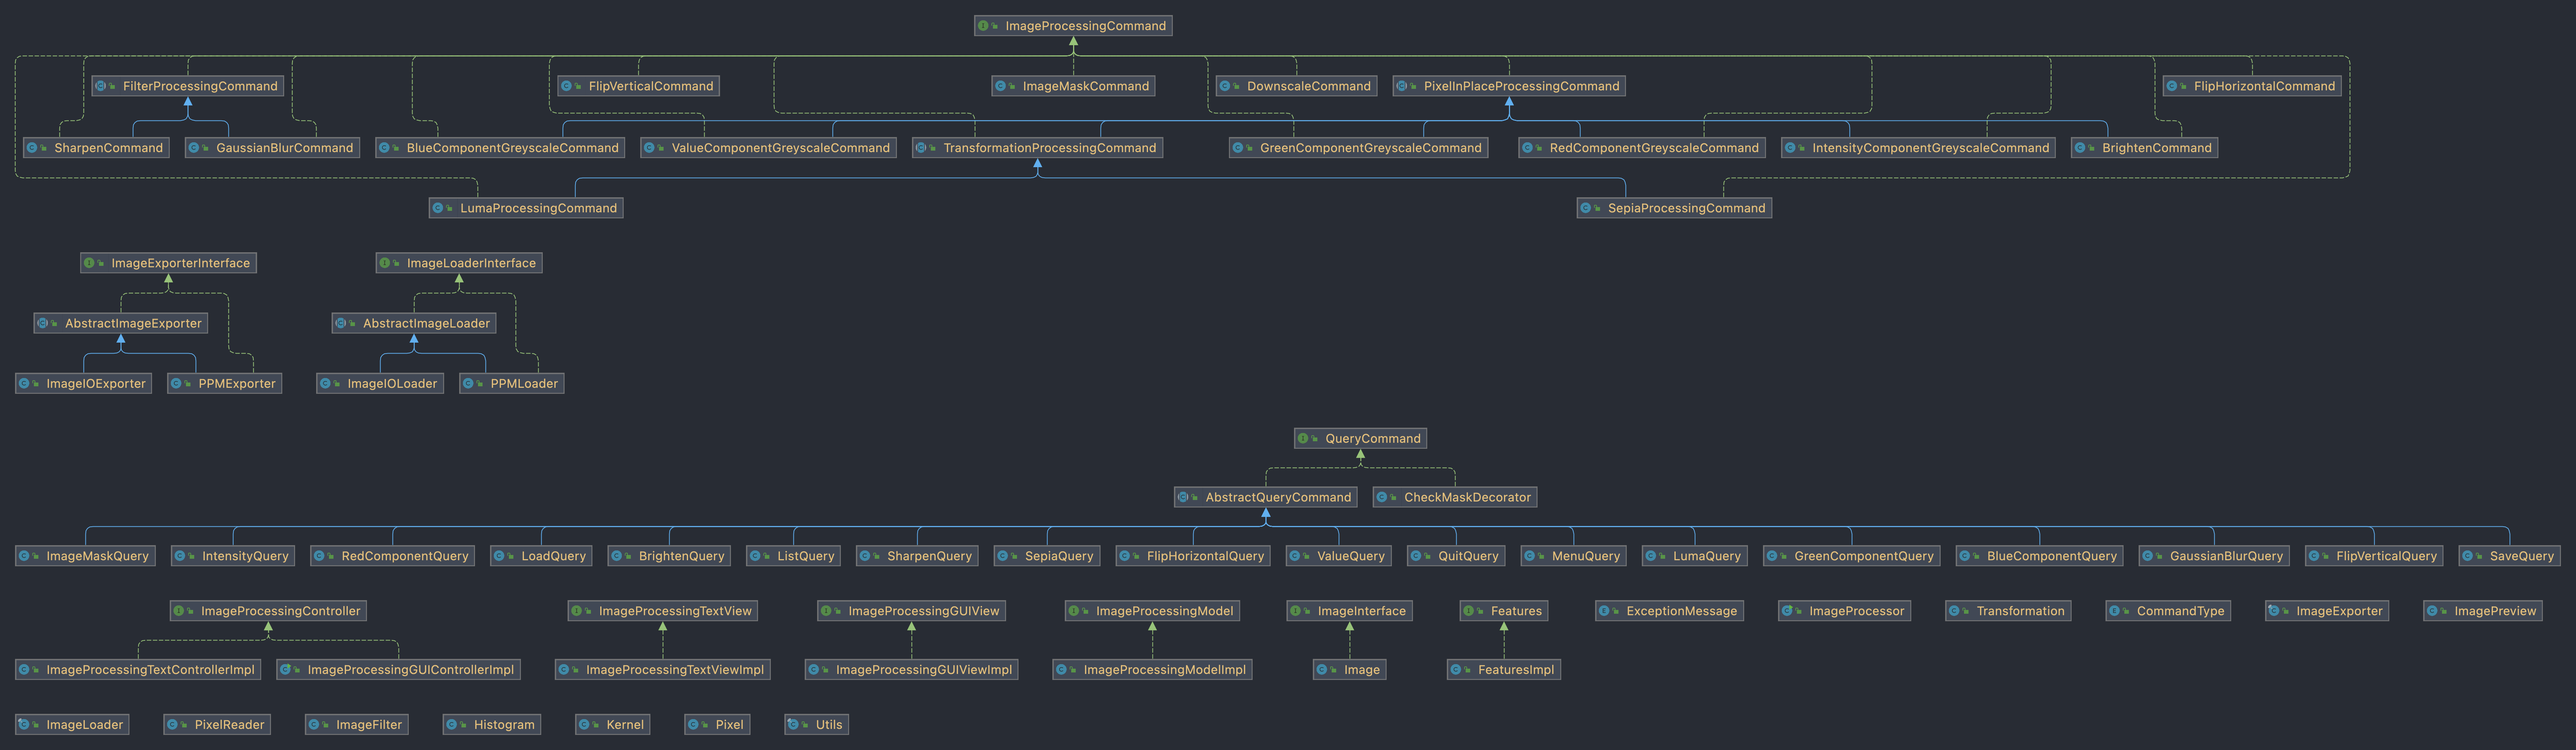 ImageProcessingCommand
FilterProcessingCommand
FlipVerticalCommand
ImageMaskCommand
DownscaleCommand
PixelInPlaceProcessingCommand
FlipHorizontalCommand
SharpenCommand
GaussianBlurCommand
BlueComponentGreyscaleCommand
ValueComponentGreyscaleCommand
TransformationProcessingCommand
GreenComponentGreyscaleCommand
RedComponentGreyscaleCommand
IntensityComponentGreyscaleCommand
BrightenCommand
LumaProcessingCommand
SepiaProcessingCommand
ImageExporterInterface
ImageLoaderInterface
AbstractImageExporter
AbstractImageLoader
ImageIOExporter
PPMExporter
ImageIOLoader
PPMLoader
QueryCommand
AbstractQueryCommand
CheckMaskDecorator
ImageMaskQuery
IntensityQuery
RedComponentQuery
LoadQuery
BrightenQuery
ListQuery
SharpenQuery
SepiaQuery
FlipHorizontalQuery
ValueQuery
QuitQuery
MenuQuery
LumaQuery
GreenComponentQuery
BlueComponentQuery
GaussianBlurQuery
FlipVerticalQuery
SaveQuery
ImageProcessingController
ImageProcessingTextView
ImageProcessingGUIView
ImageProcessingModel
ImageInterface
Features
ExceptionMessage
ImageProcessor
Transformation
CommandType
ImageExporter
ImagePreview
ImageProcessingTextControllerImpl
ImageProcessingGUIControllerImpl
ImageProcessingTextViewImpl
ImageProcessingGUIViewImpl
ImageProcessingModelImpl
Image
FeaturesImpl
ImageLoader
PixelReader
ImageFilter
Histogram
Kernel
Pixel
Utils